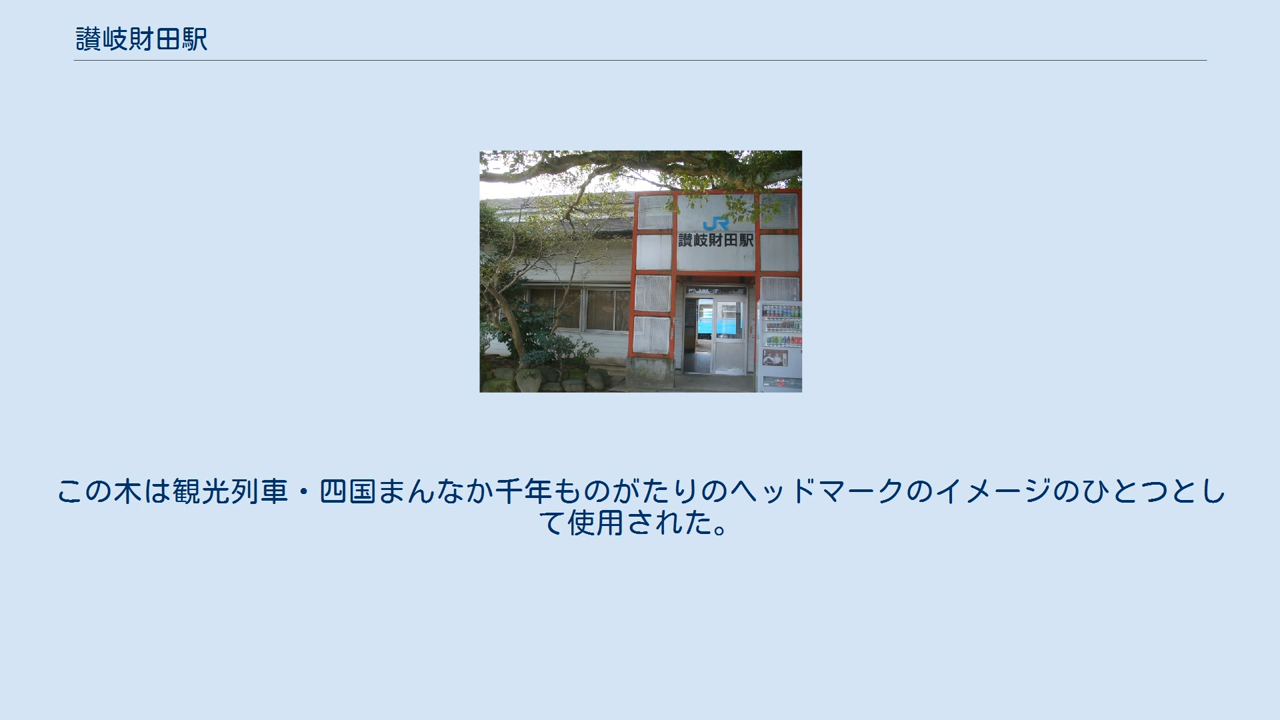 讃岐財田駅
JR
讃岐財田駅
この木は観光列車・四国まんなか千年ものがたりのヘッドマークのイメージのひとつとし
て使用された。